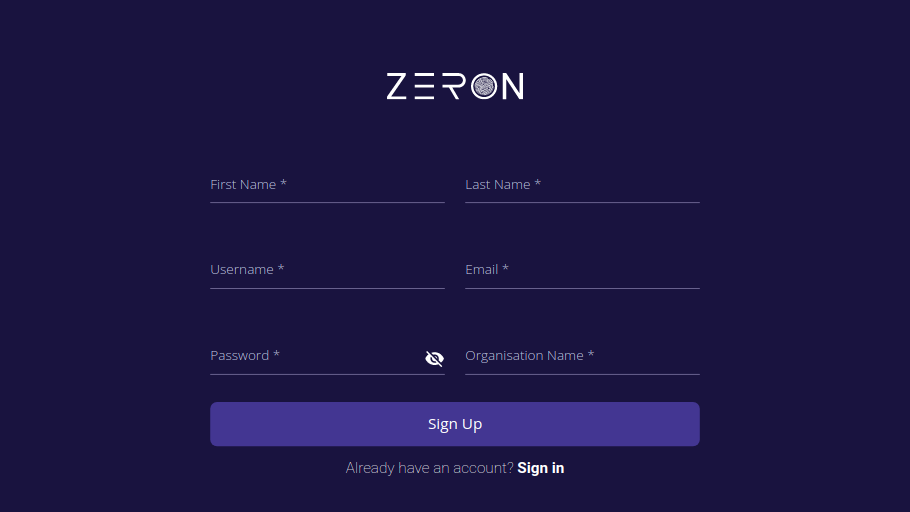 ZERON
First Name *
Last Name *
Username *
Email *
Password *
Organisation Name *
Sign Up
Already have an account? Sign in